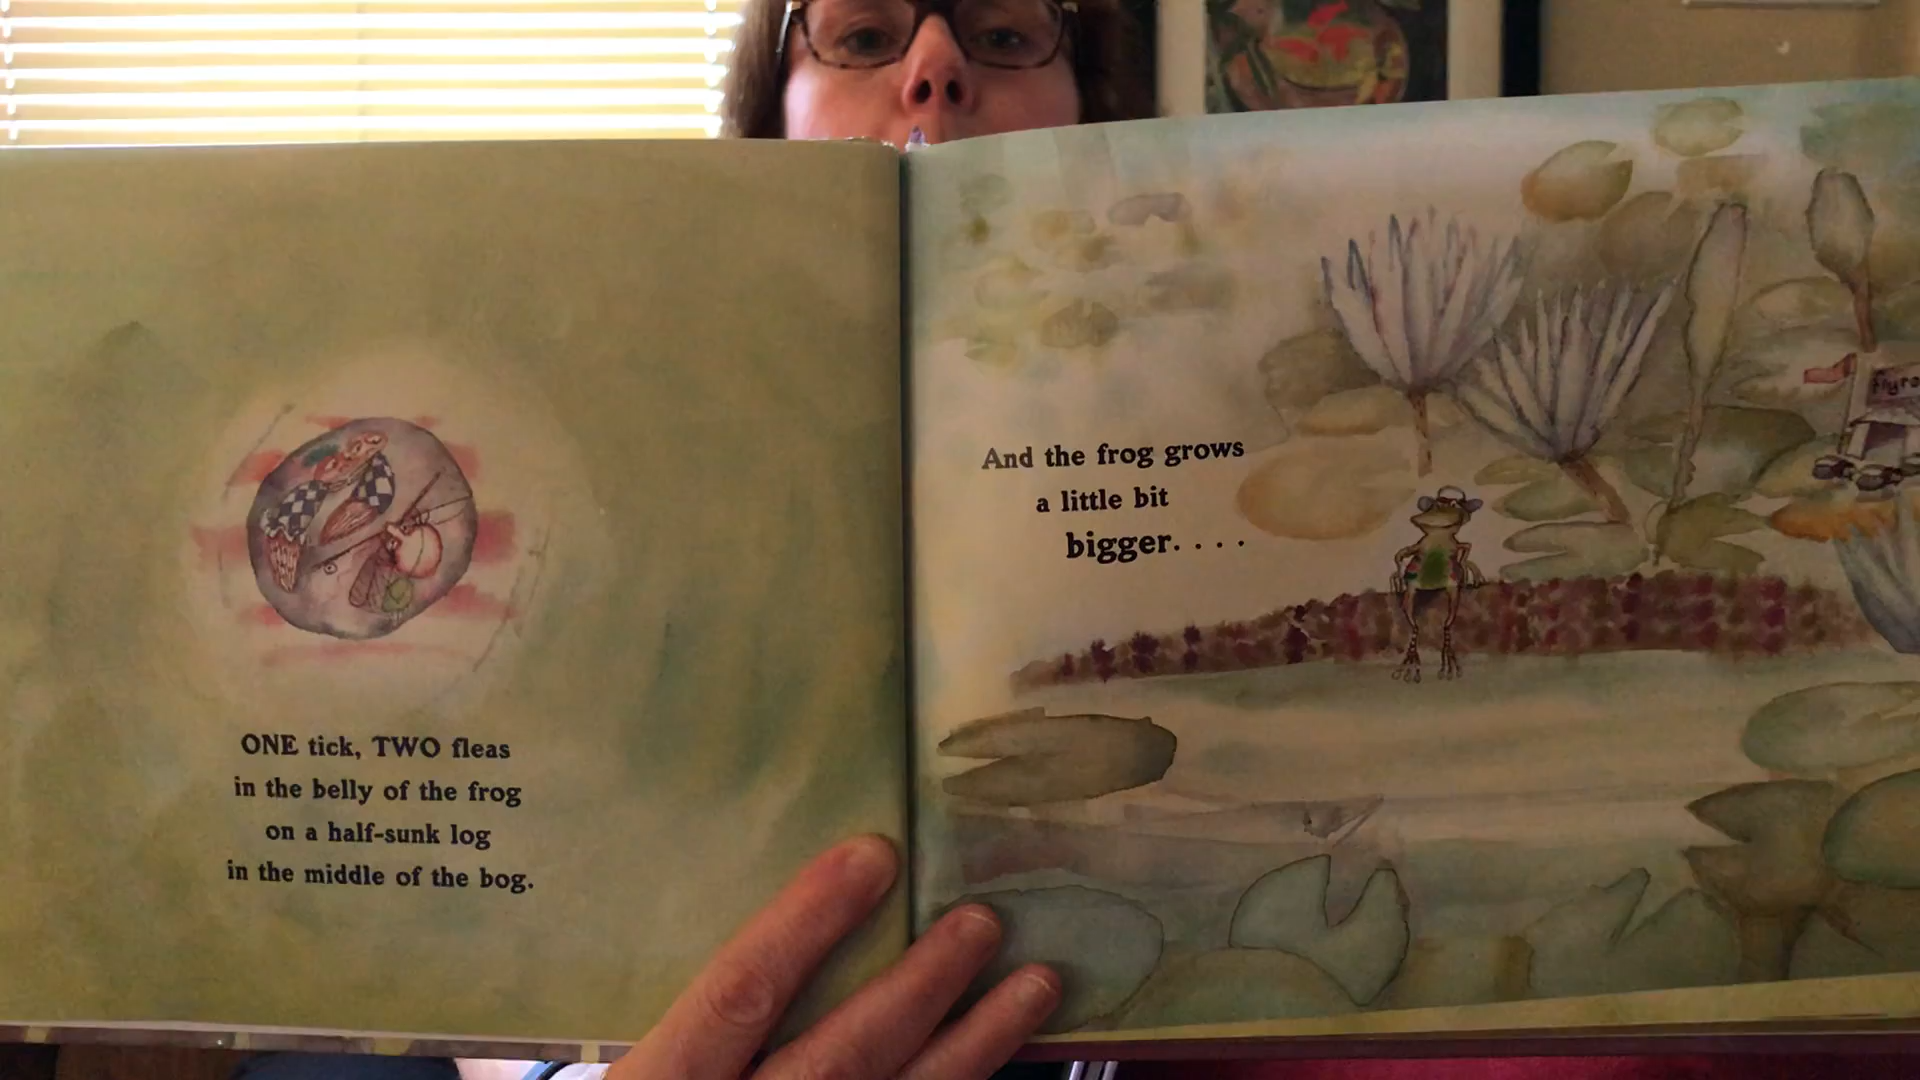 ONE tick, TWO fleas
in the belly of the frog
on a half-sunk log
in the middle of the bog.
And the frog grows
a little bit
bigger. . . .